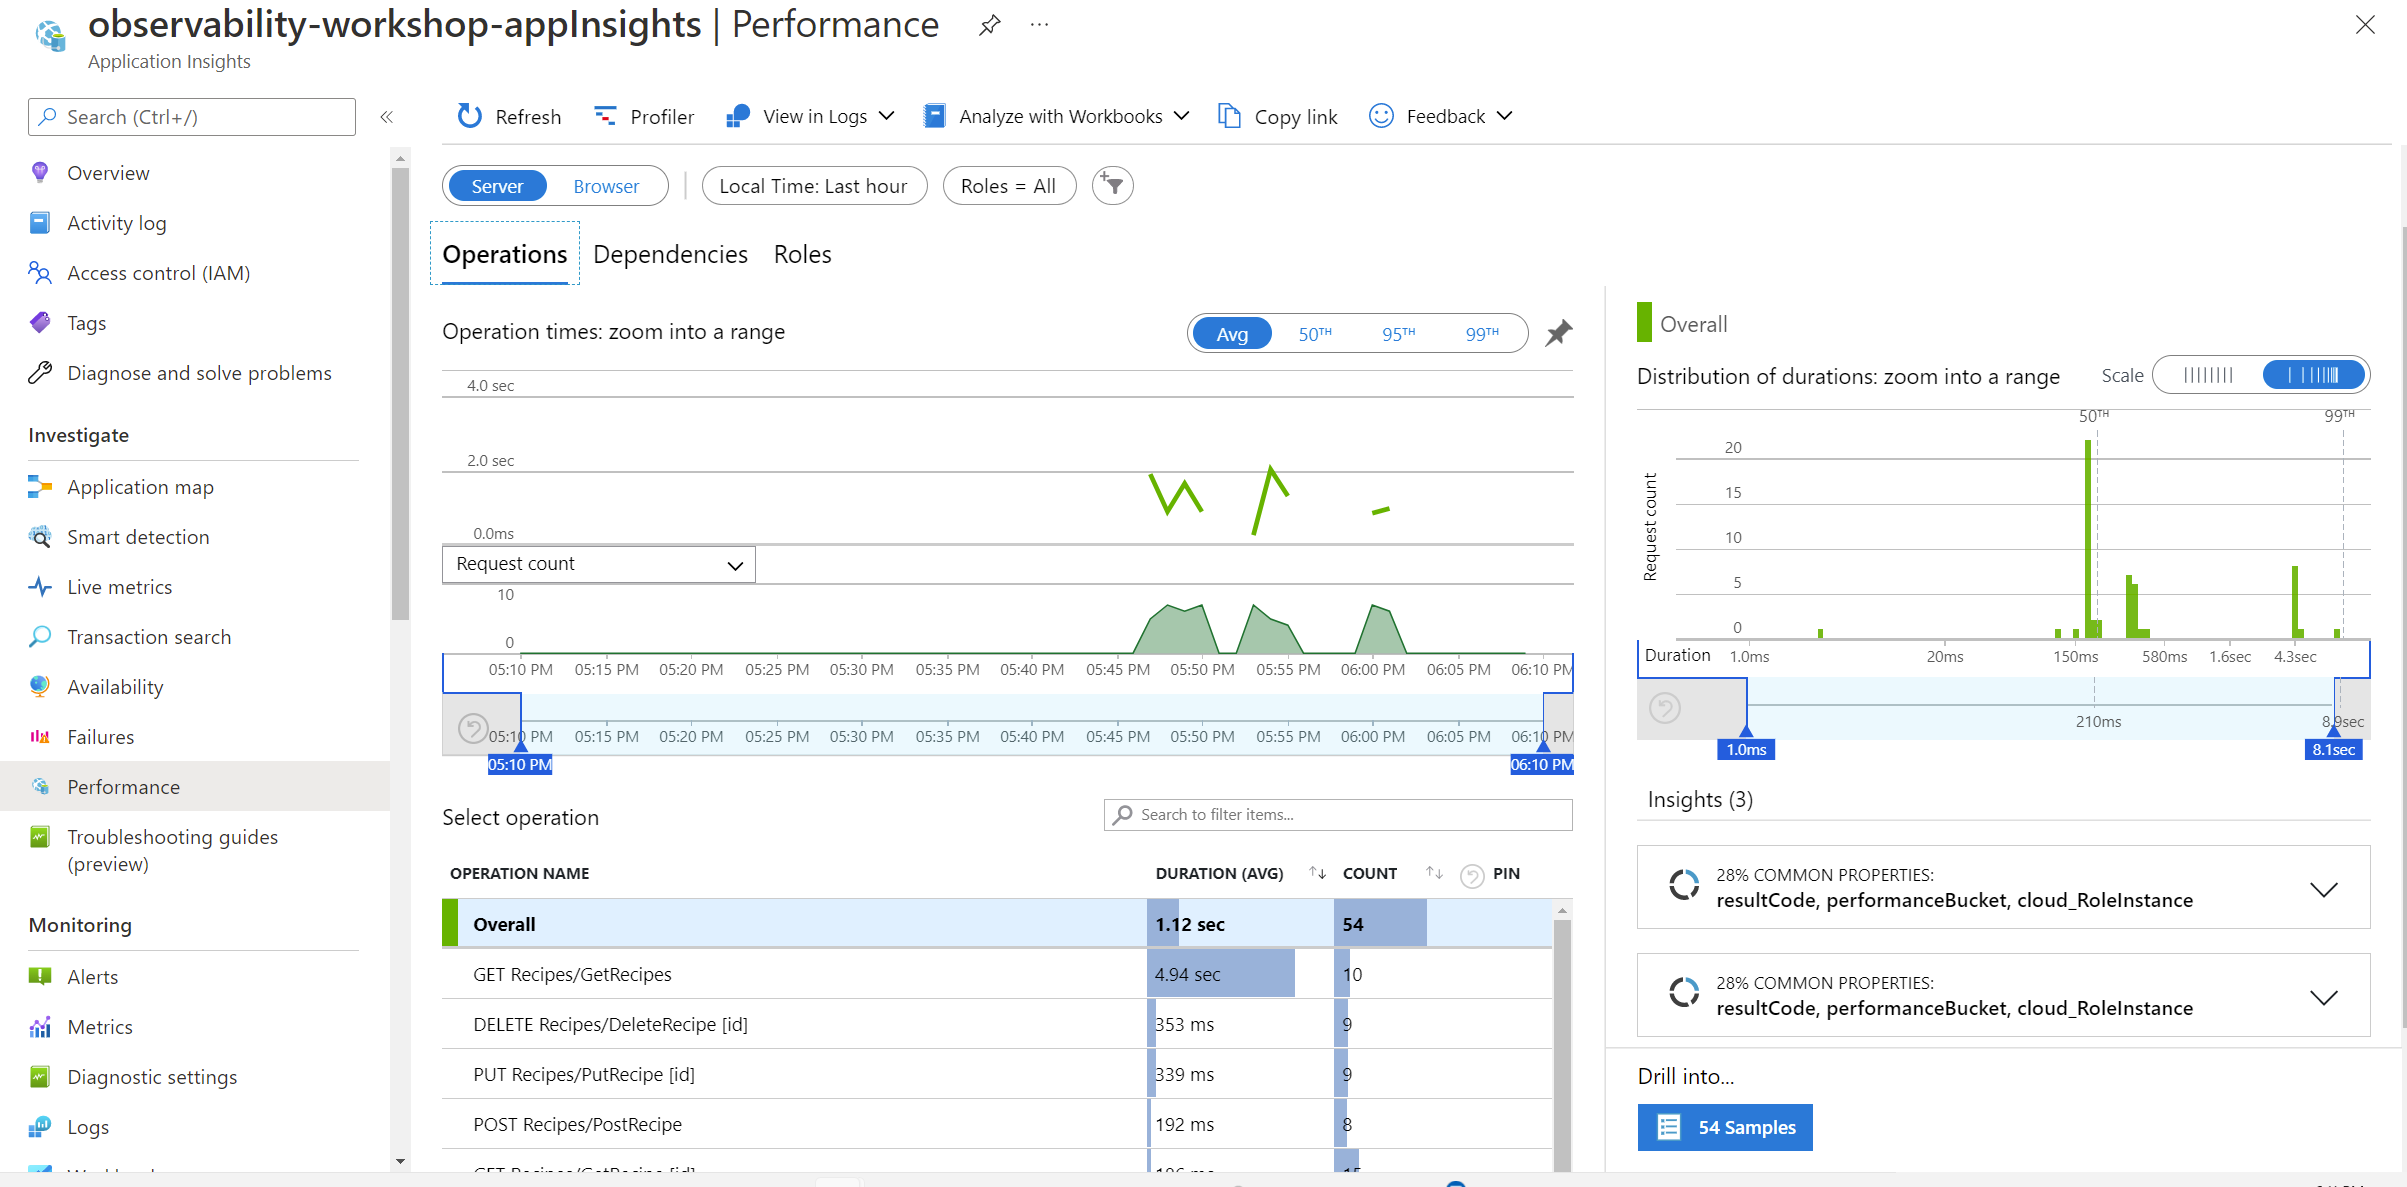 observability-workshop-appInsights | Performance
Application Insights
Search (Ctrl+/)
Overview
Activity log
Access control (IAM)
Tags
Diagnose and solve problems
Investigate
Application map
Smart detection
Live metrics
Transaction search
Availability
Failures
Performance
Troubleshooting guides
(preview)
Monitoring
Alerts
Metrics
Diagnostic settings
Logs
Refresh Profiler View in Logs Analyze with Workbooks Copy link Feedback
Server Browser Local Time: Last hour Roles = All
Operations Dependencies Roles
Operation times: zoom into a range
Avg 50TH 95TH 99TH
4.0 sec
2.0 sec
0.0ms
Request count
10
0
05:10 PM 05:15 PM 05:20 PM 05:25 PM 05:30 PM 05:35 PM 05:40 PM 05:45 PM 05:50 PM 05:55 PM 06:00 PM 06:05 PM 06:10 PM
05:10 PM 05:15 PM 05:20 PM 05:25 PM 05:30 PM 05:35 PM 05:40 PM 05:45 PM 05:50 PM 05:55 PM 06:00 PM 06:05 PM 06:10 PM
05:10 PM 06:10 PM
Select operation
Search to filter items...
OPERATION NAME DURATION (AVG) COUNT PIN
Overall 1.12 sec 54
GET Recipes/GetRecipes 4.94 sec 10
DELETE Recipes/DeleteRecipe [id] 353 ms 9
PUT Recipes/PutRecipe [id] 339 ms 9
POST Recipes/PostRecipe 192 ms 8
GET Recipes/GetRecipe [id]
Overall
Distribution of durations: zoom into a range
Scale
50TH 99TH
Request count
20
15
10
5
0
Duration 1.0ms 20ms 150ms 580ms 1.6sec 4.3sec
210ms 8.9sec
1.0ms 8.1sec
Insights (3)
28% COMMON PROPERTIES:
resultCode, performanceBucket, cloud_RoleInstance
28% COMMON PROPERTIES:
resultCode, performanceBucket, cloud_RoleInstance
Drill into...
54 Samples